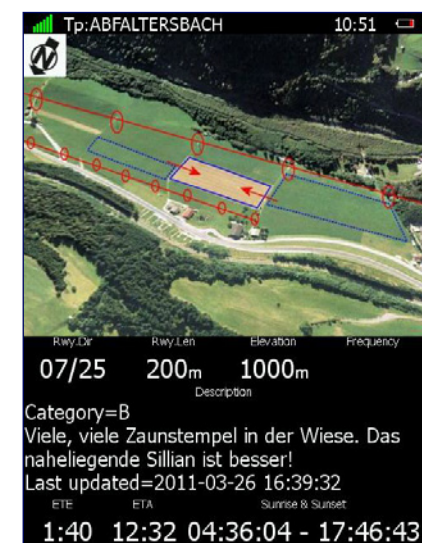 Tp:ABFALTERSBACH 10:51
Rwy.Dir Rwy.Len Elevation Frequency
07/25 200m 1000m
Description
Category=B
Viele, viele Zaunstempel in der Wiese. Das
naheliegende Sillian ist besser!
Last updated=2011-03-26 16:39:32
ETE ETA Sunrise & Sunset
1:40 12:32 04:36:04 - 17:46:43